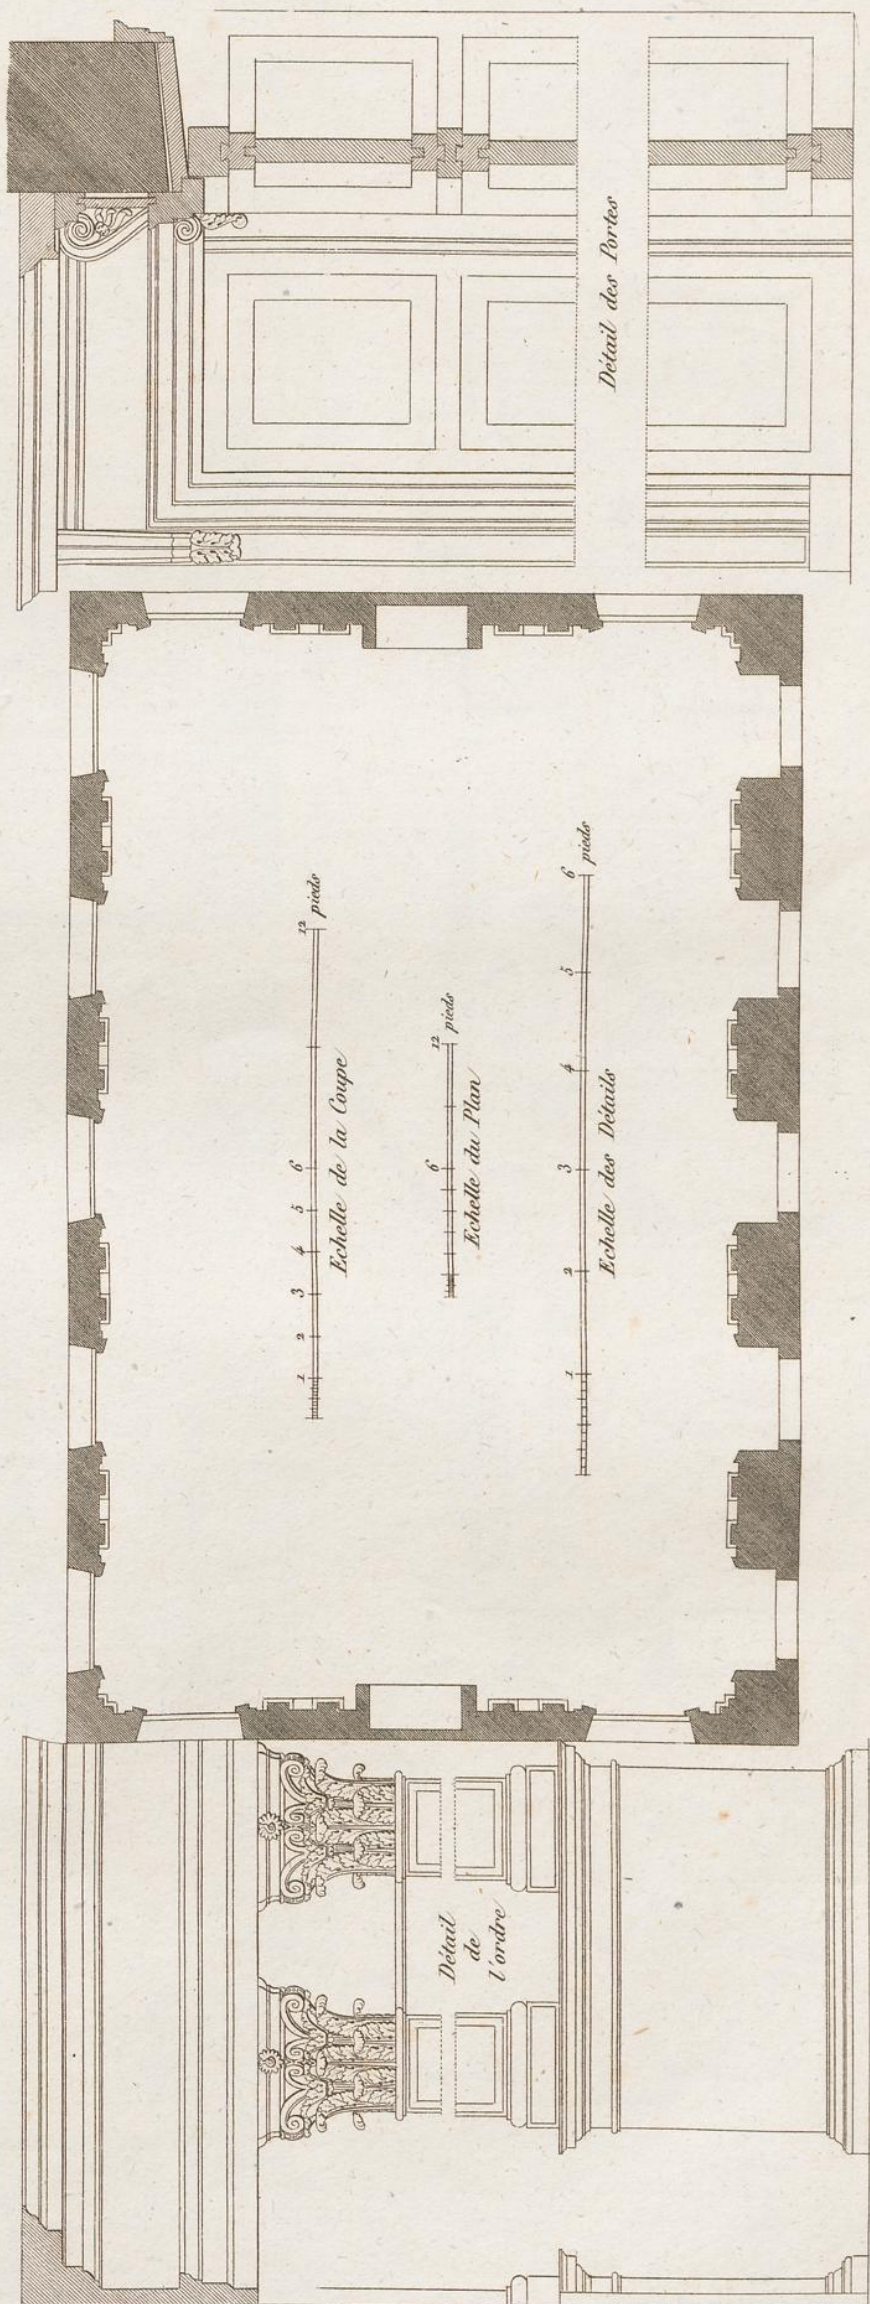 Détail des Portes
12 pieds
6
5
4
3
2
1
Echelle de la Coupe
12 pieds
6
Echelle du Plan
6 pieds
5
4
3
2
1
Echelle des Détails
Détail
de
l'ordre